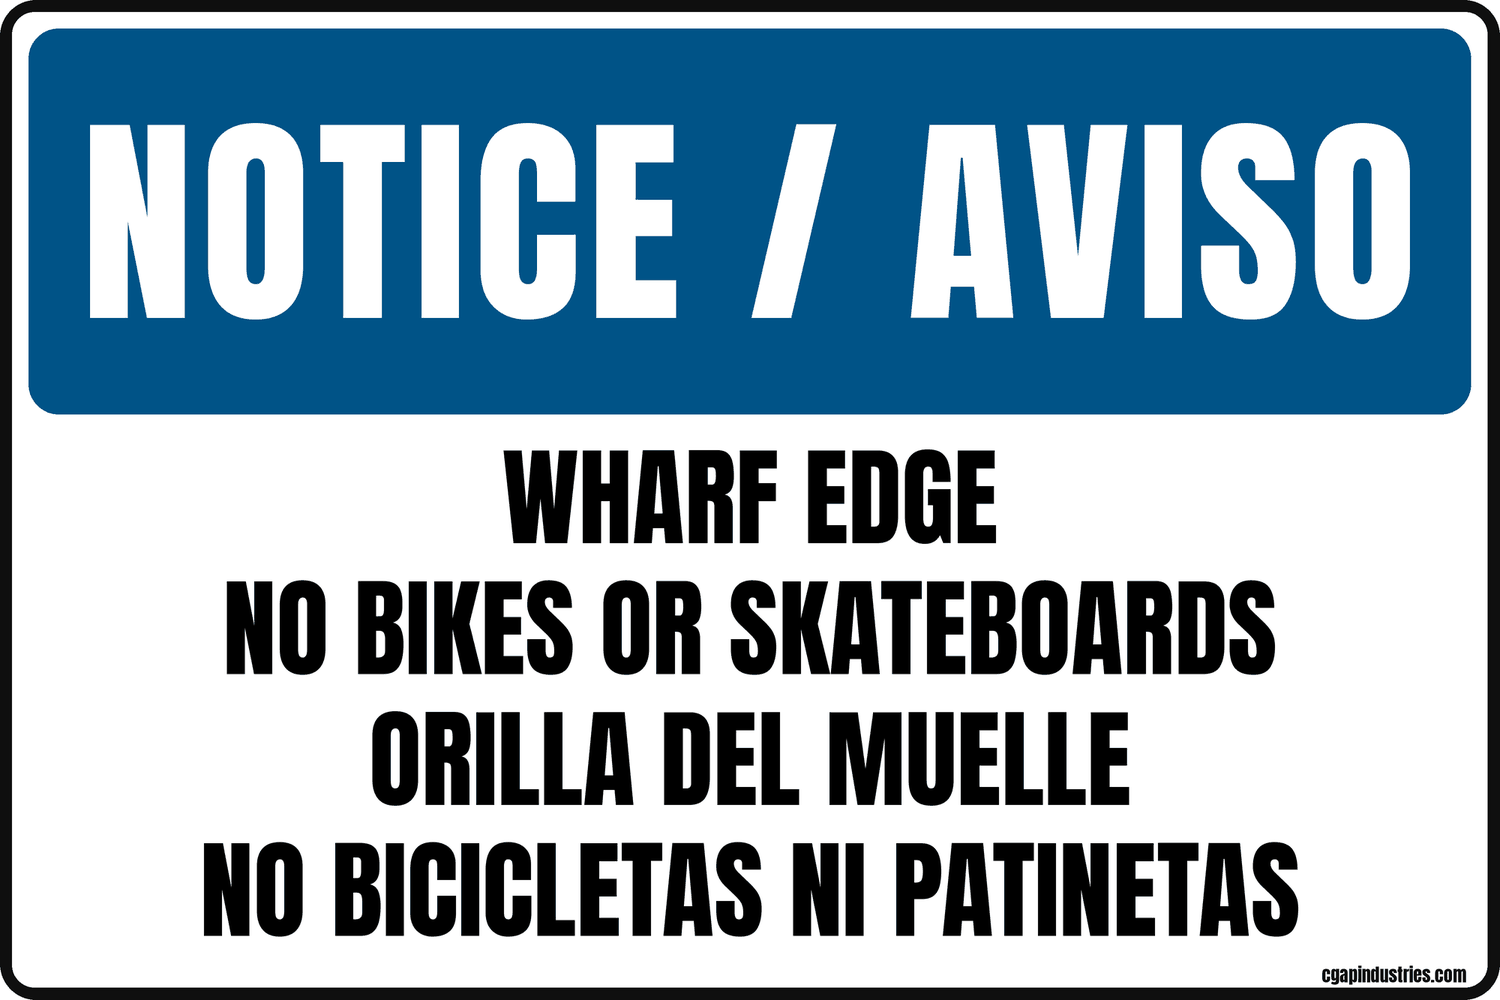 NOTICE / AVISO
WHARF EDGE
NO BIKES OR SKATEBOARDS
ORILLA DEL MUELLE
NO BICICLETAS NI PATINETAS
cgapindustries.com